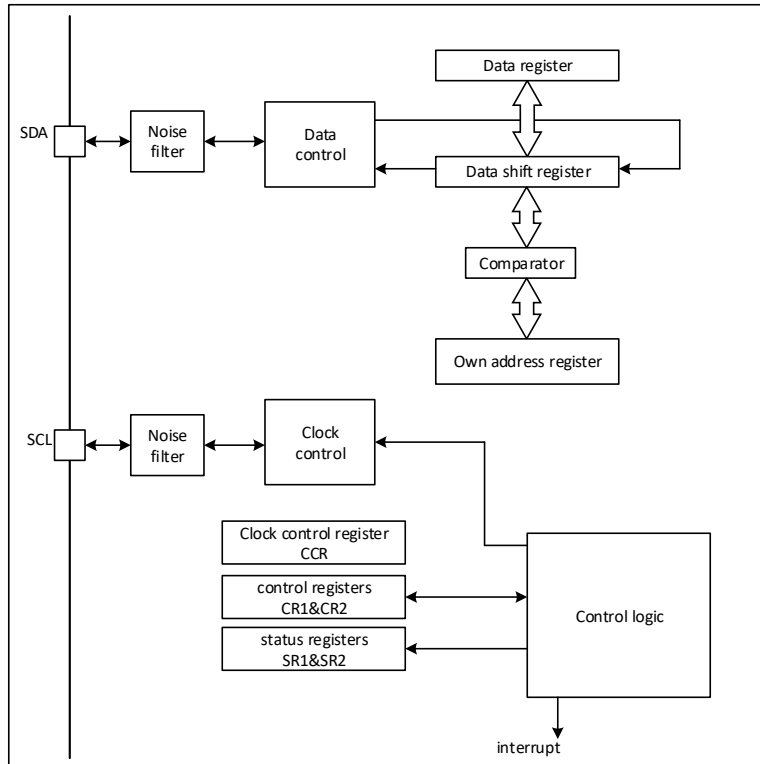 Data register
SDA
Noise
filter
Data
control
Data shift register
Comparator
Own address register
SCL
Noise
filter
Clock
control
Clock control register
CCR
control registers
CR1&CR2
status registers
SR1&SR2
Control logic
interrupt